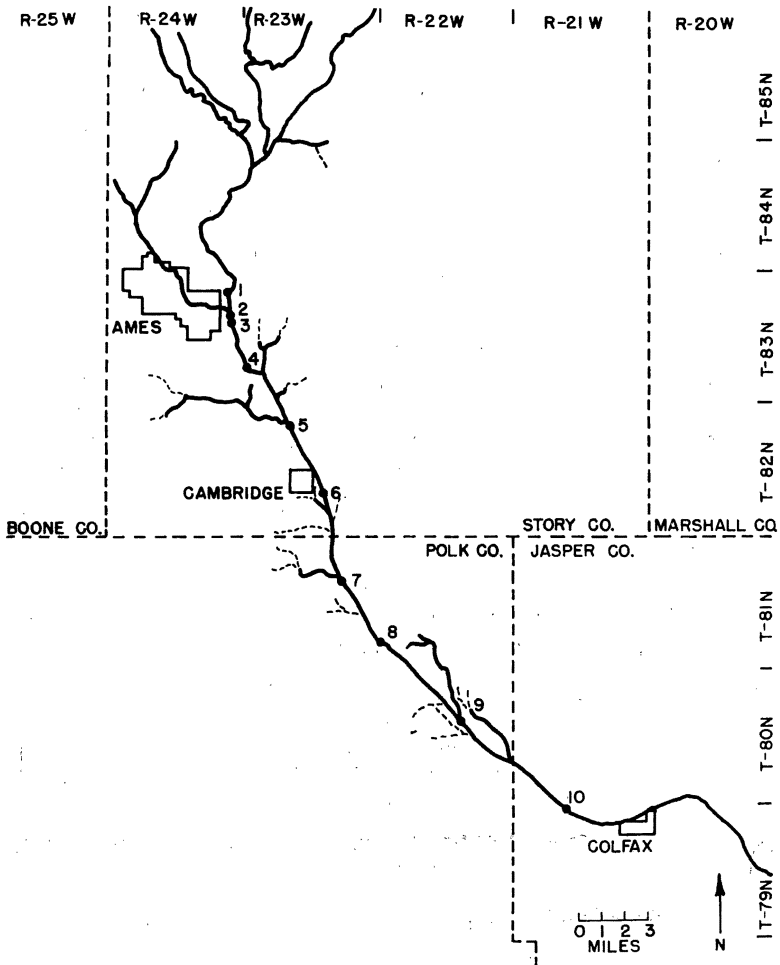 R-25W R-24W R-23W R-22W R-21W R-20W
T-85N
T-84N
1
2
3
AMES
T-83N
4
5
T-82N
CAMBRIDGE
6
BOONE CO. STORY CO. MARSHALL CO.
POLK CO. JASPER CO.
7
T-81N
8
9
T-80N
10
COLFAX
T-79N
0 1 2 3
MILES
N